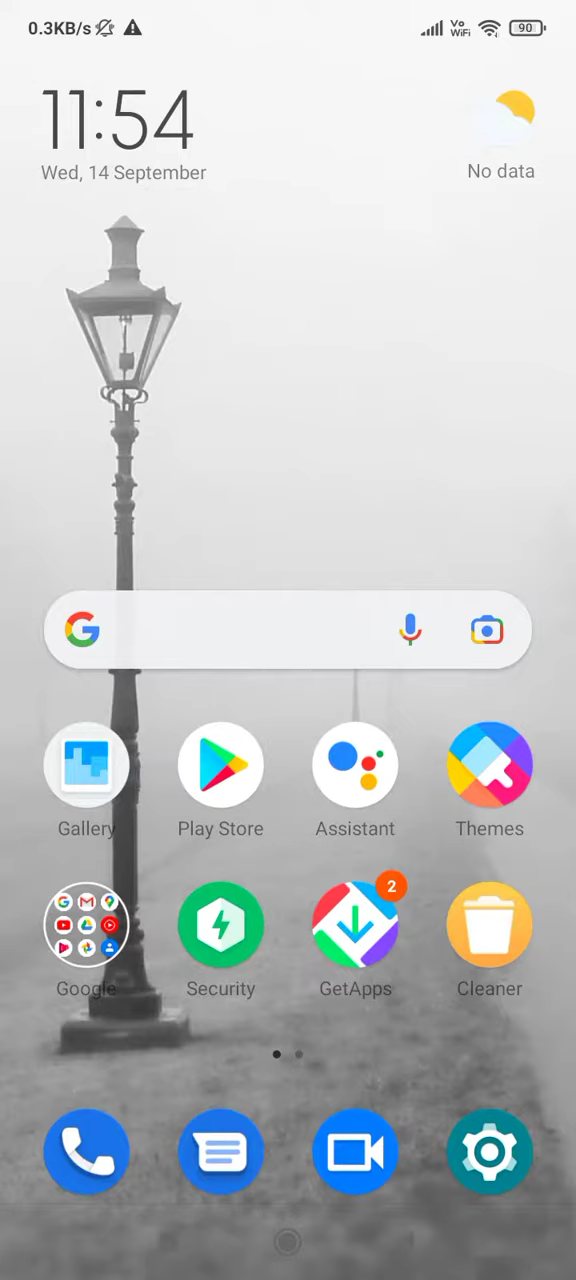 0.3KB/s Vo WiFi 90
11:54
Wed, 14 September
No data
Gallery Play Store Assistant Themes
2
Google Security GetApps Cleaner